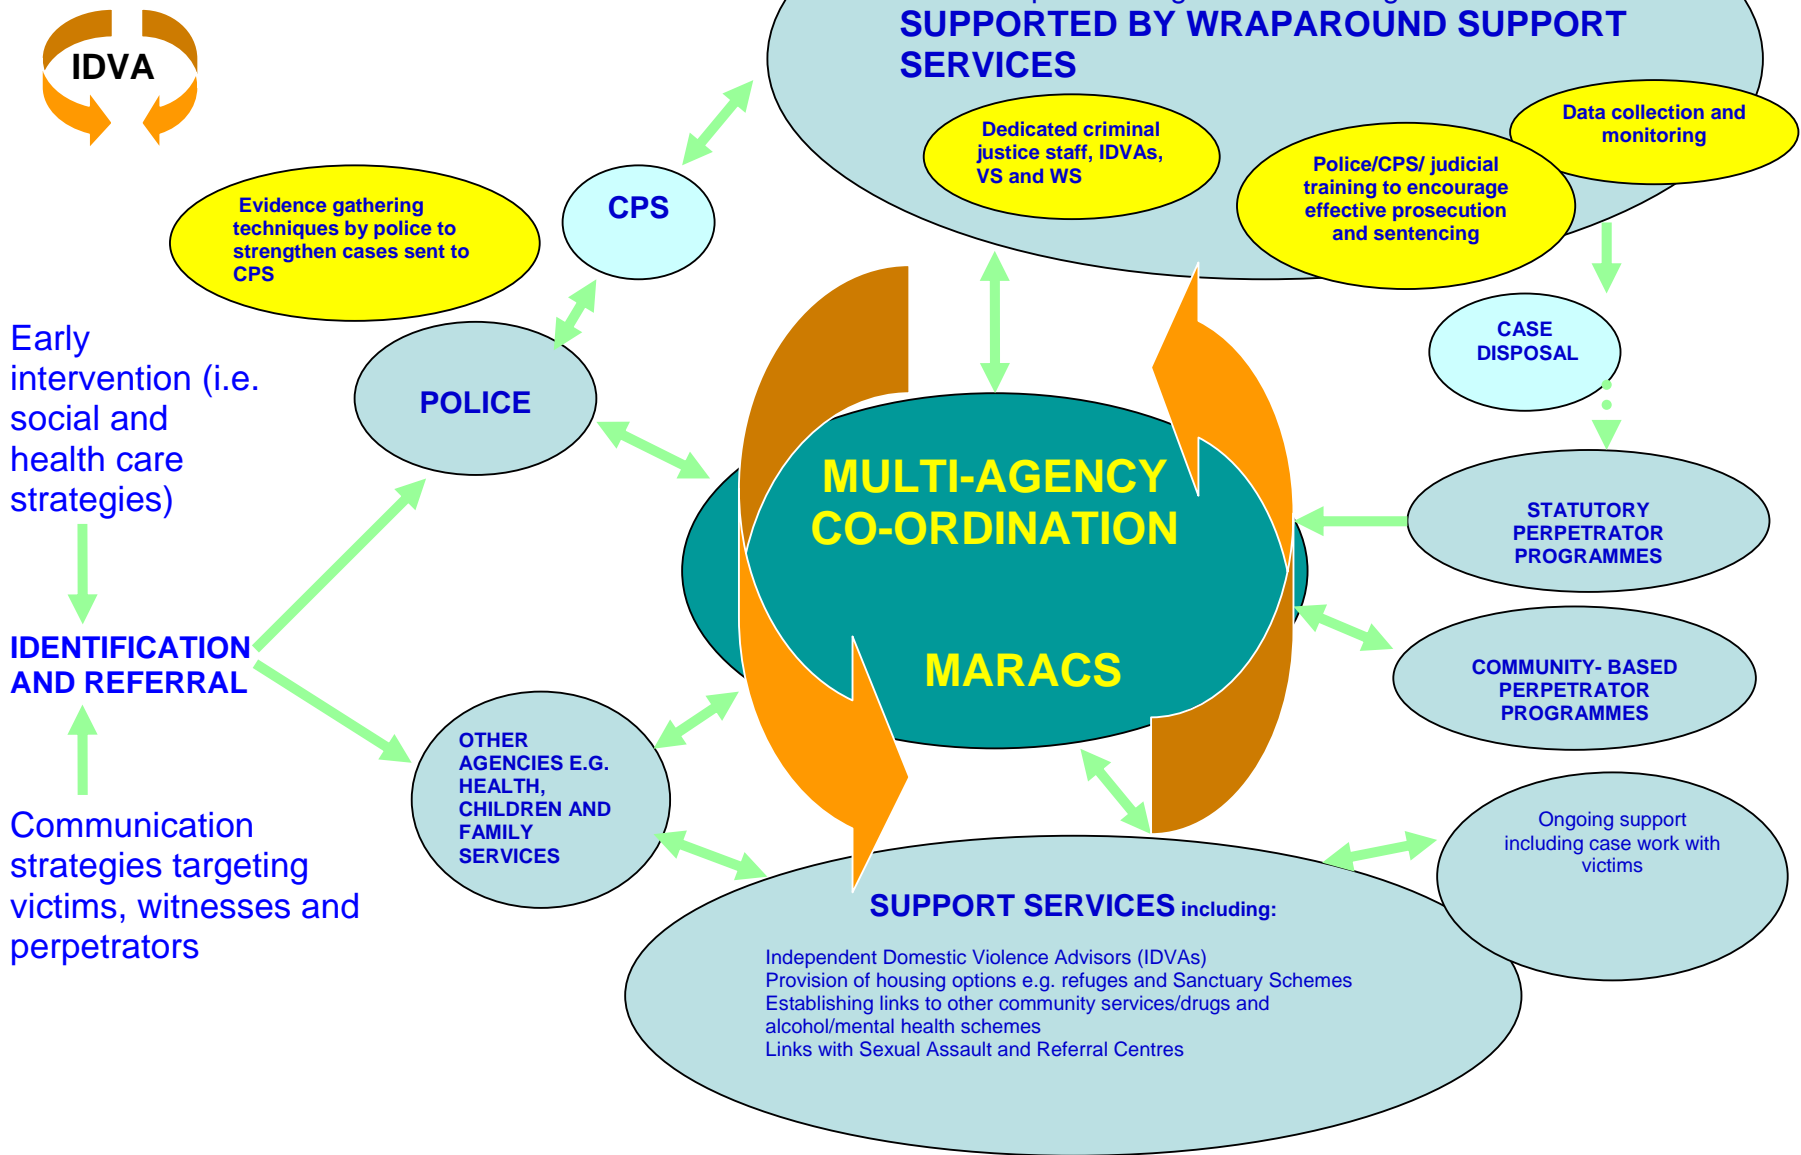 IDVA
SUPPORTED BY WRAPAROUND SUPPORT
SERVICES
Dedicated criminal
justice staff, IDVAs,
VS and WS
Police/CPS/ judicial
training to encourage
effective prosecution
and sentencing
Data collection and
monitoring
Evidence gathering
techniques by police to
strengthen cases sent to
CPS
CPS
Early
intervention (i.e.
social and
health care
strategies)
POLICE
CASE
DISPOSAL
MULTI-AGENCY
CO-ORDINATION
MARACS
STATUTORY
PERPETRATOR
PROGRAMMES
IDENTIFICATION
AND REFERRAL
COMMUNITY- BASED
PERPETRATOR
PROGRAMMES
OTHER
AGENCIES E.G.
HEALTH,
CHILDREN AND
FAMILY
SERVICES
Communication
strategies targeting
victims, witnesses and
perpetrators
Ongoing support
including case work with
victims
SUPPORT SERVICES including:
Independent Domestic Violence Advisors (IDVAs)
Provision of housing options e.g. refuges and Sanctuary Schemes
Establishing links to other community services/drugs and
alcohol/mental health schemes
Links with Sexual Assault and Referral Centres